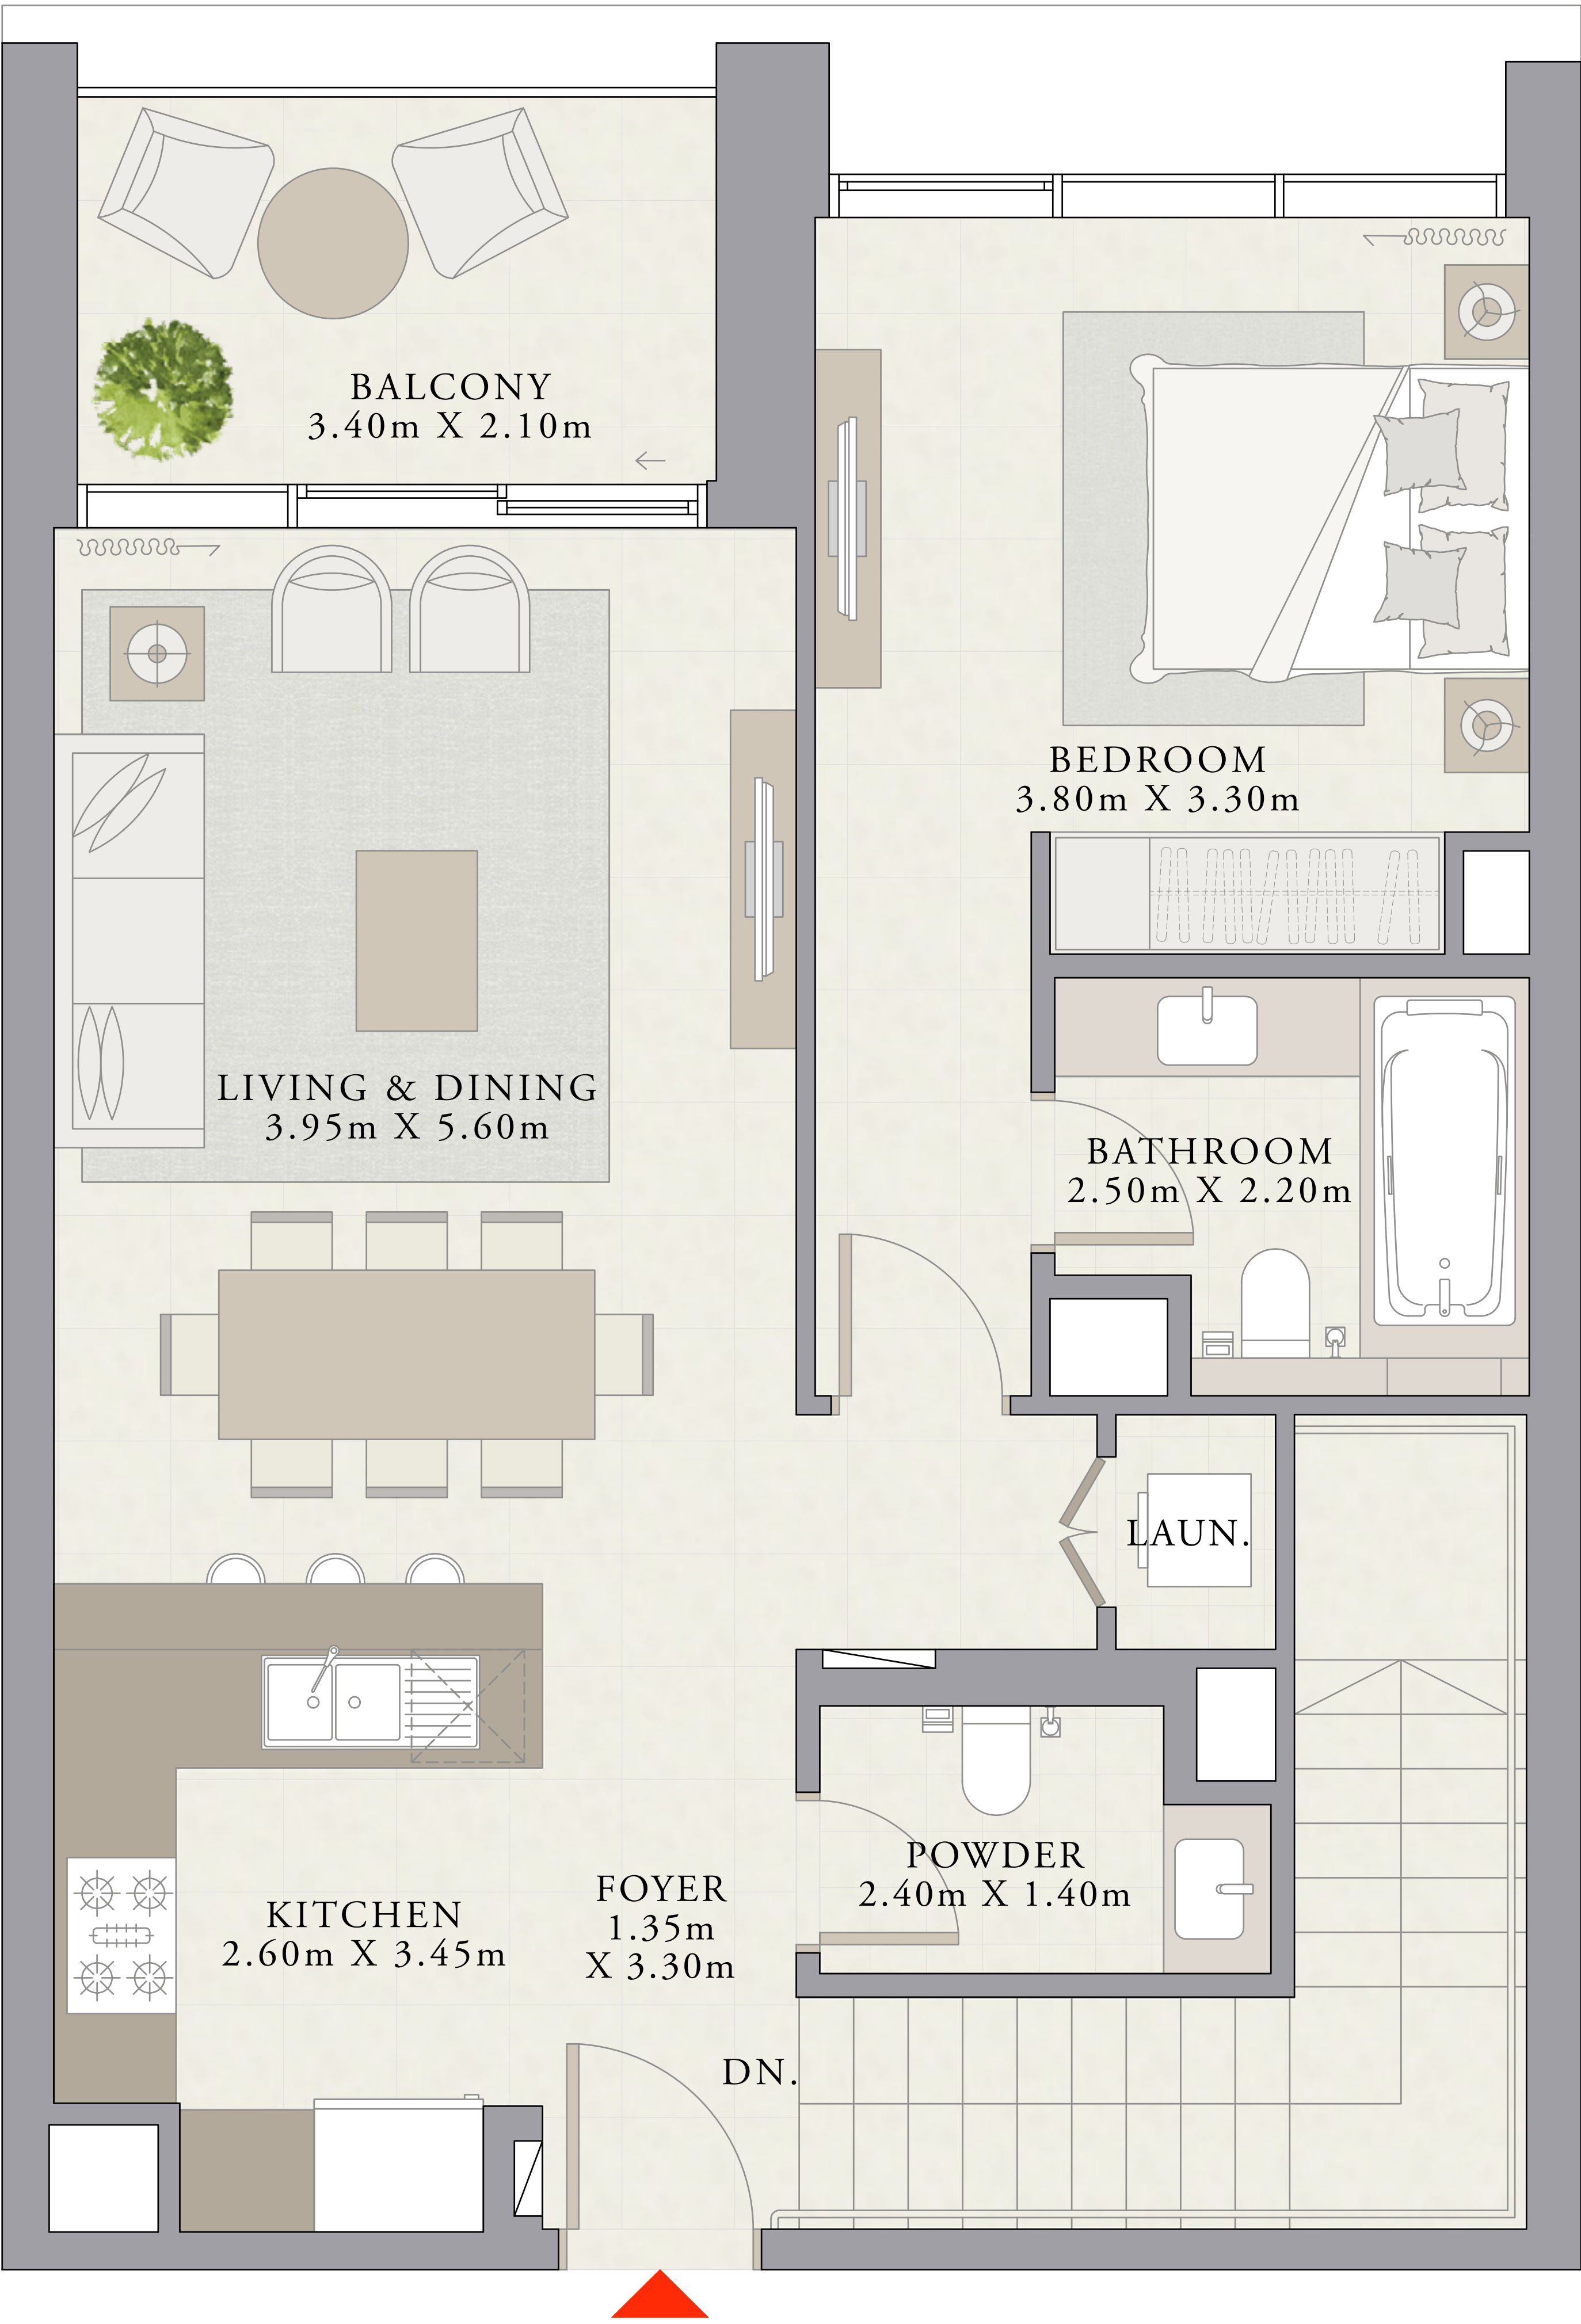 BALCONY
3.40m X 2.10m
BEDROOM
3.80m X 3.30m
LIVING & DINING
3.95m X 5.60m
BATHROOM
2.50m X 2.20m
LAUN.
POWDER
2.40m X 1.40m
FOYER
1.35m
X 3.30m
KITCHEN
2.60m X 3.45m
DN.